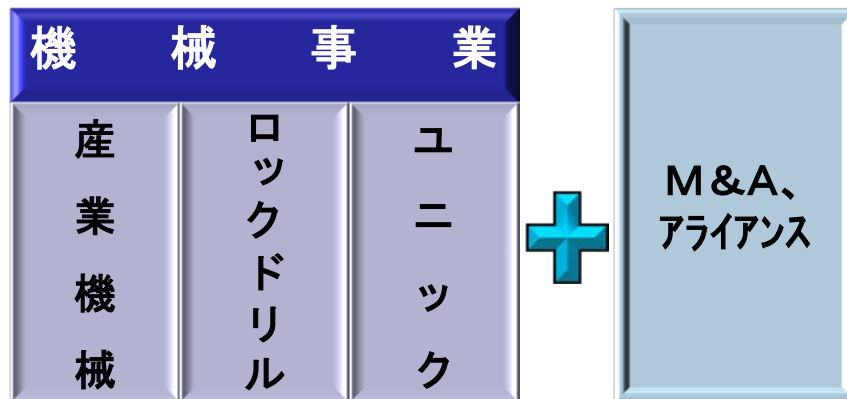 機械事業
産業機械
ロックドリル
ユニック
M&A、
アライアンス